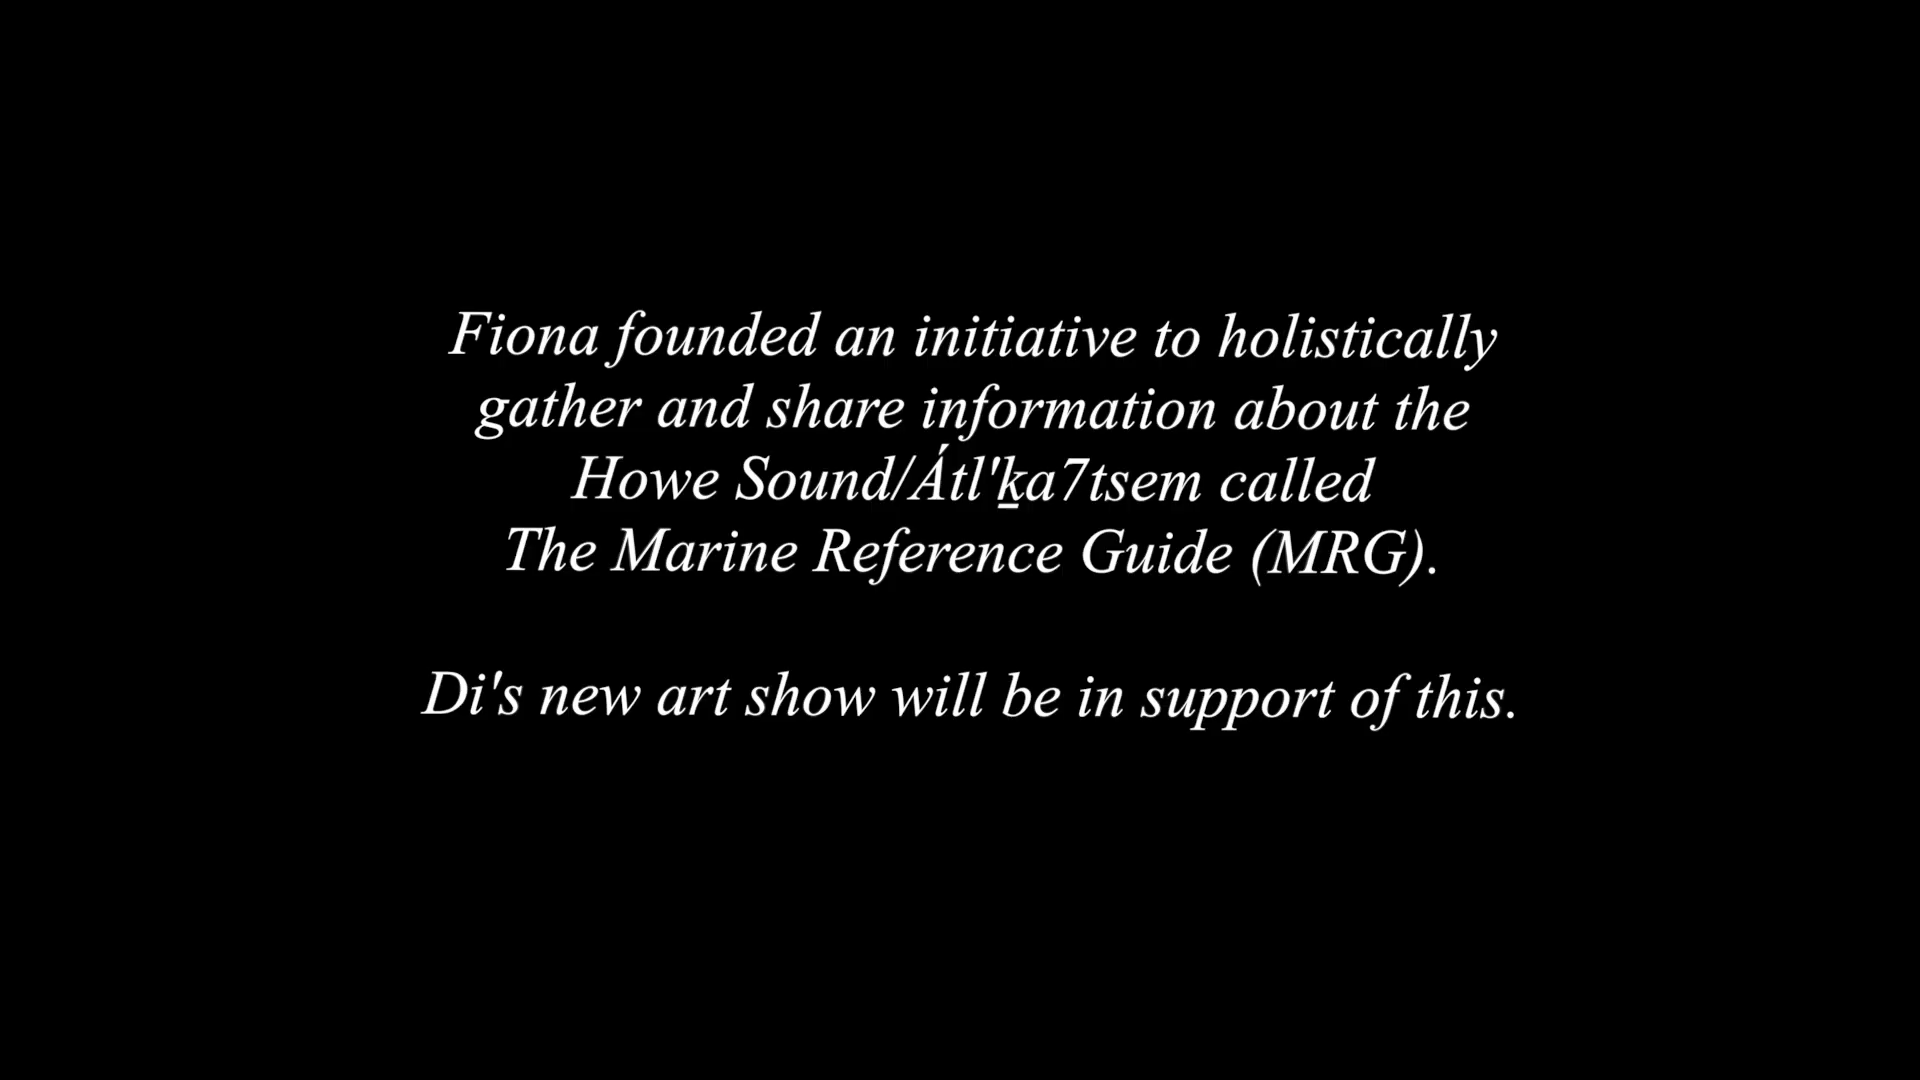 Fiona founded an initiative to holistically
gather and share information about the
Howe Sound/Átl'ḵa7tsem called
The Marine Reference Guide (MRG).
Di's new art show will be in support of this.